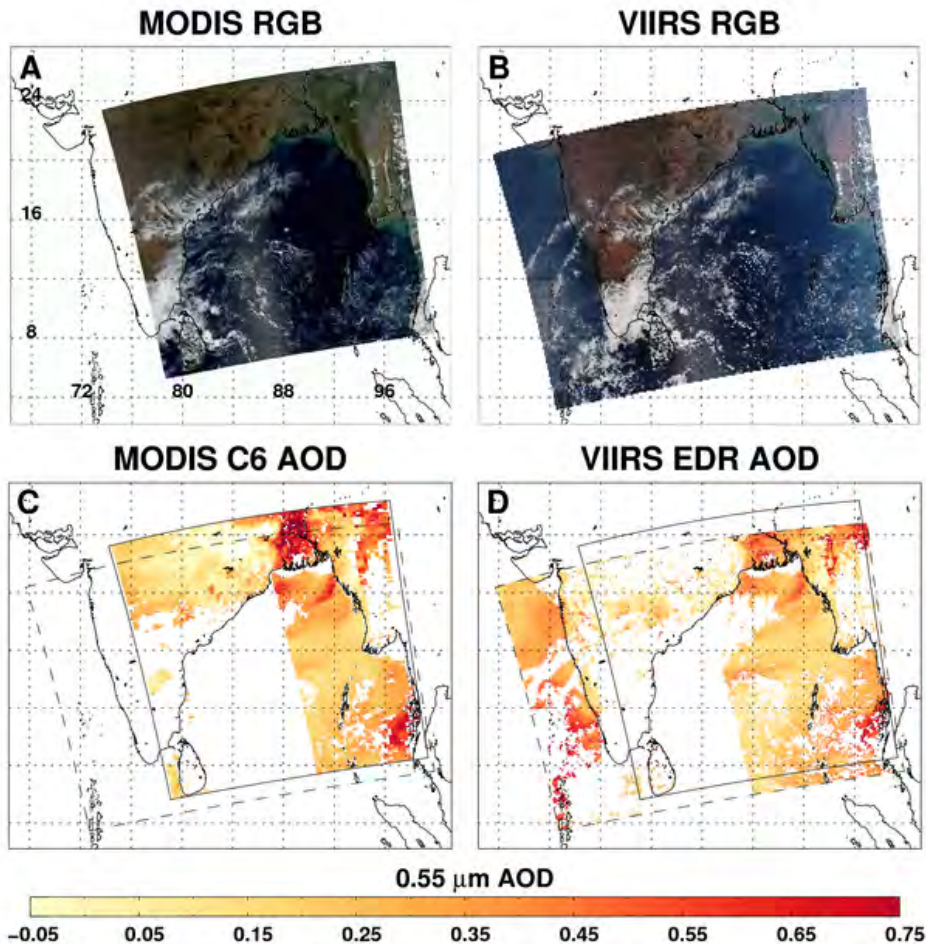 MODIS RGB
VIIRS RGB
A
B
24
16
8
72
80
88
96
MODIS C6 AOD
VIIRS EDR AOD
C
D
0.55 μm AOD
−0.05 0.05 0.15 0.25 0.35 0.45 0.55 0.65 0.75